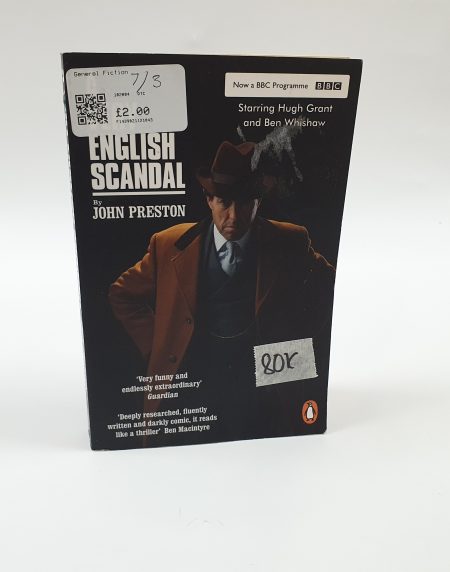 General Fiction
7/3
£2.00
Now a BBC Programme BBC
Starring Hugh Grant
and Ben Whishaw
ENGLISH
SCANDAL
By
JOHN PRESTON
80K
'Very funny and
endlessly extraordinary'
Guardian
'Deeply researched, fluently
written and darkly comic, it reads
like a thriller' Ben Macintyre